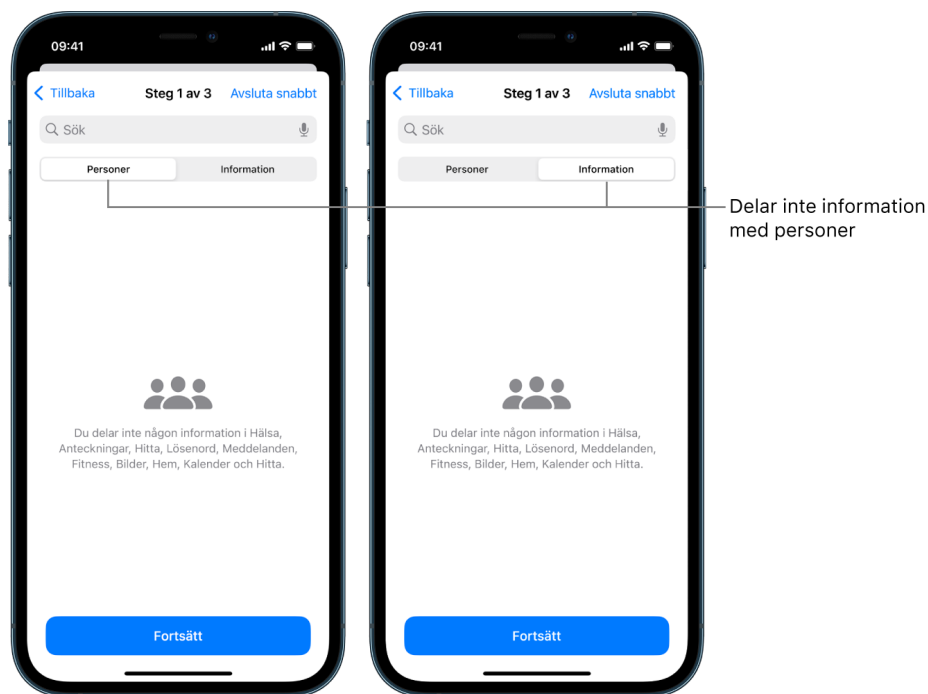 09:41
Tillbaka Steg 1 av 3 Avsluta snabbt
Sök
Personer Information
Du delar inte någon information i Hälsa,
Anteckningar, Hitta, Lösenord, Meddelanden,
Fitness, Bilder, Hem, Kalender och Hitta.
Fortsätt
09:41
Tillbaka Steg 1 av 3 Avsluta snabbt
Sök
Personer Information
Du delar inte någon information i Hälsa,
Anteckningar, Hitta, Lösenord, Meddelanden,
Fitness, Bilder, Hem, Kalender och Hitta.
Fortsätt
Delar inte information
med personer